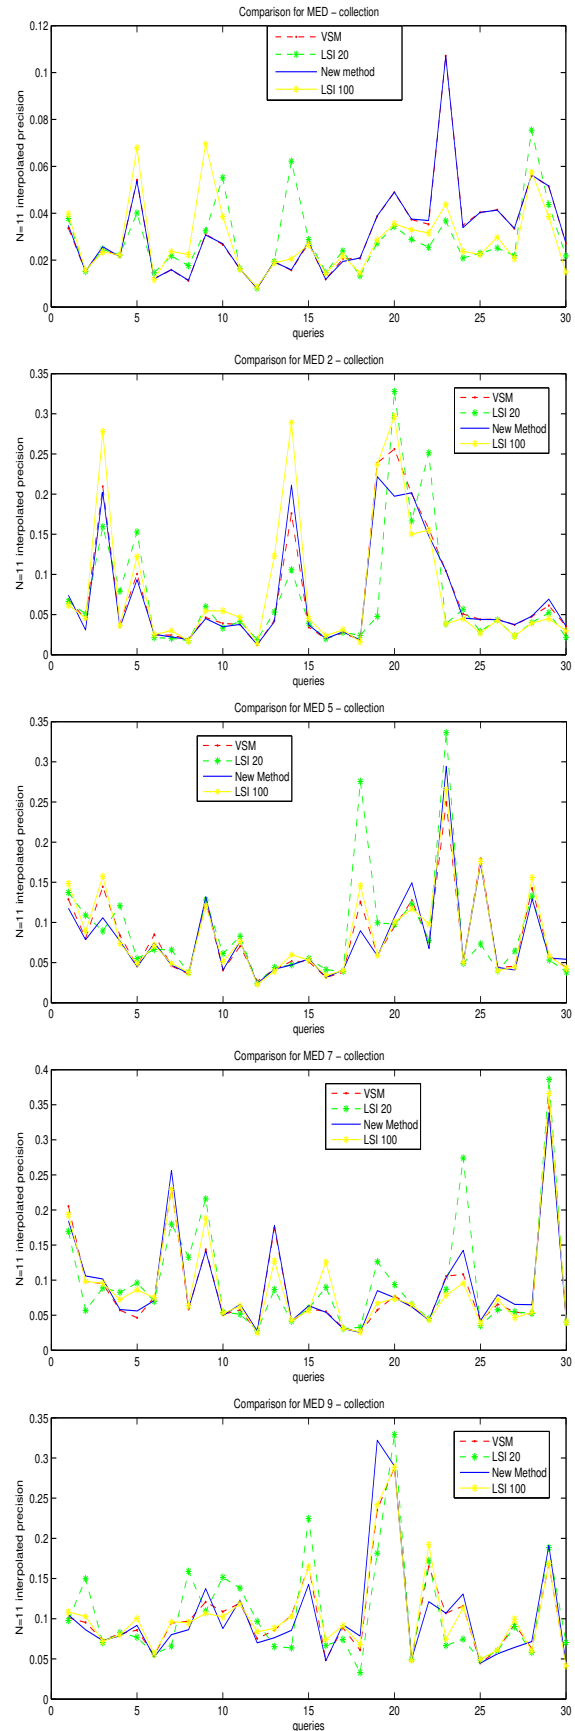 Comparison for MED − collection
0.12
0.1
0.08
0.06
0.04
0.02
0
N=11 interpolated precision
VSM
LSI 20
New method
LSI 100
0 5 10 15 20 25 30
queries
Comparison for MED 2 − collection
0.35
0.3
0.25
0.2
0.15
0.1
0.05
0
N=11 interpolated precision
VSM
LSI 20
New Method
LSI 100
0 5 10 15 20 25 30
queries
Comparison for MED 5 − collection
0.35
0.3
0.25
0.2
0.15
0.1
0.05
0
N=11 interpolated precision
VSM
LSI 20
New Method
LSI 100
0 5 10 15 20 25 30
queries
Comparison for MED 7 − collection
0.4
0.35
0.3
0.25
0.2
0.15
0.1
0.05
0
N=11 interpolated precision
VSM
LSI 20
New Method
LSI 100
0 5 10 15 20 25 30
queries
Comparison for MED 9 − collection
0.35
0.3
0.25
0.2
0.15
0.1
0.05
0
N=11 interpolated precision
VSM
LSI 20
New Method
LSI 100
0 5 10 15 20 25 30
queries